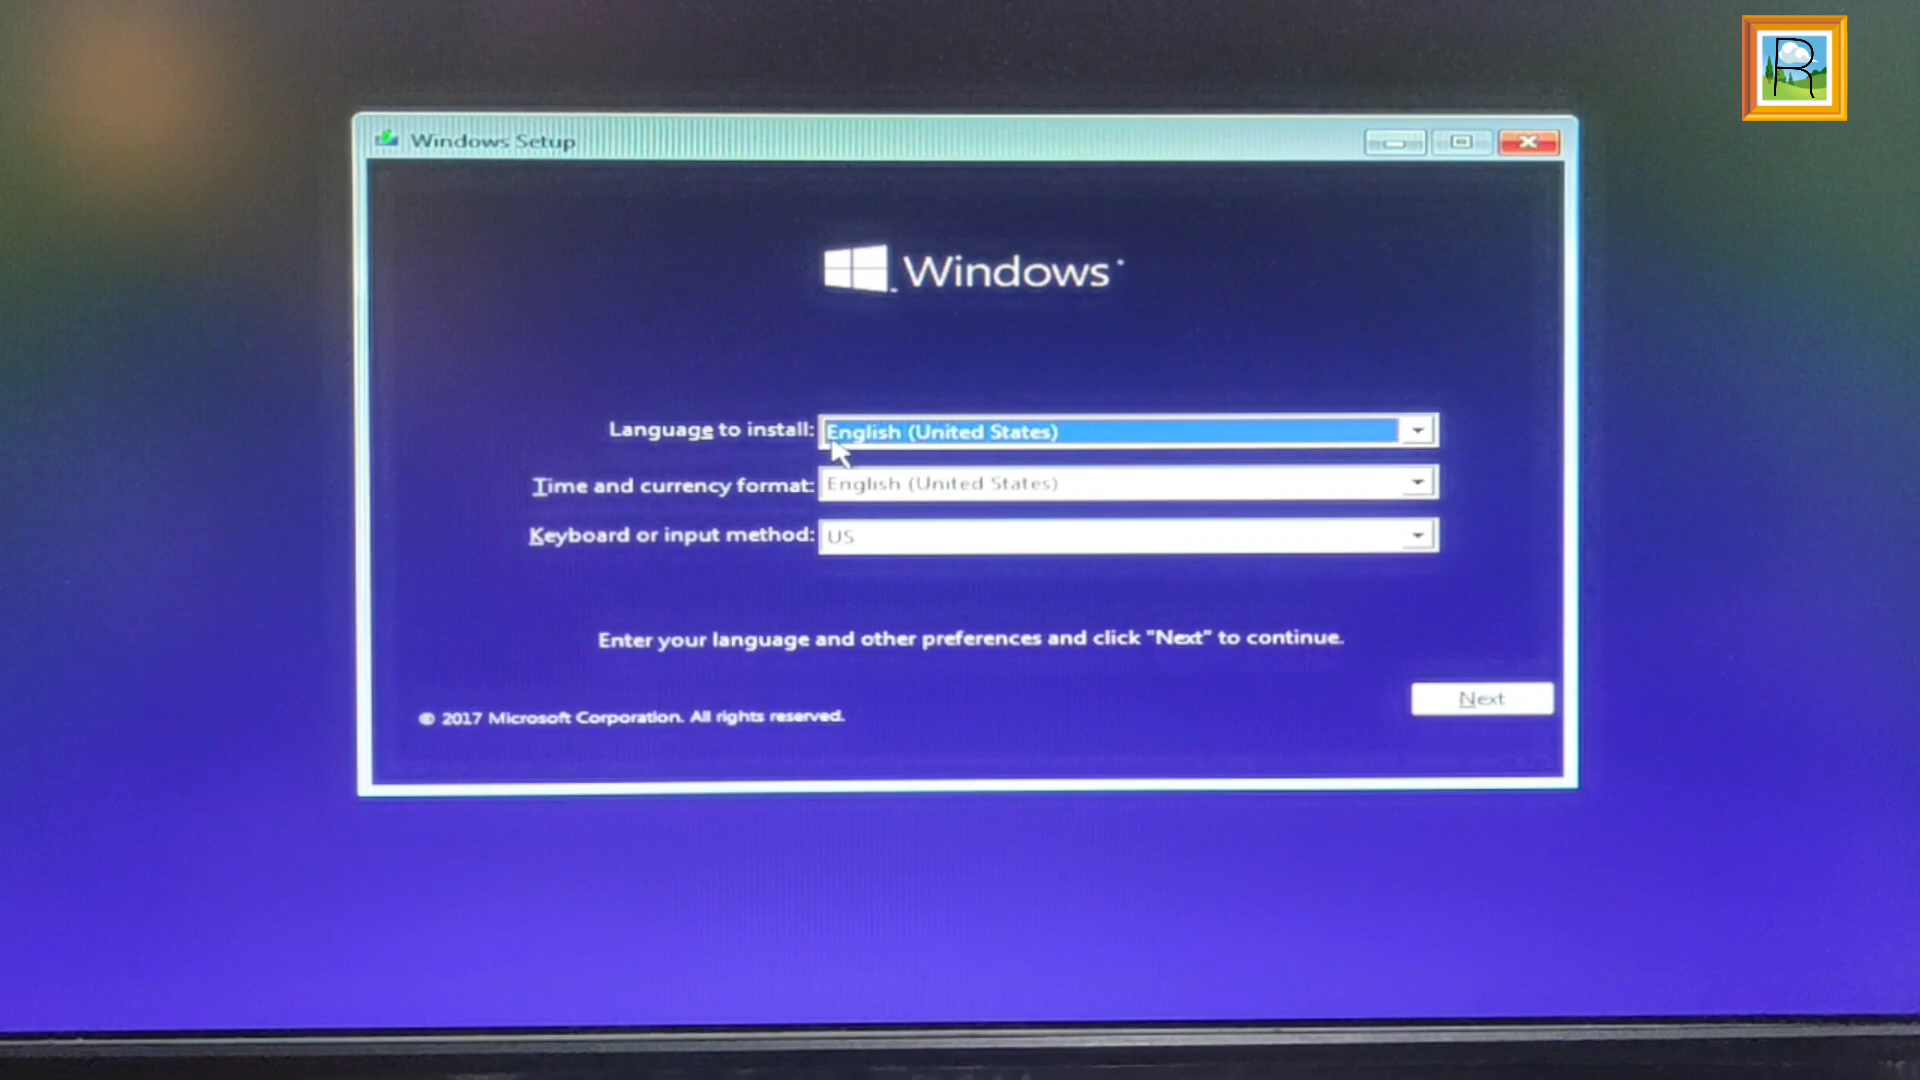 R
Windows Setup
Windows
Language to install: English (United States)
Time and currency format: English (United States)
Keyboard or input method: US
Enter your language and other preferences and click "Next" to continue.
Next
© 2017 Microsoft Corporation. All rights reserved.